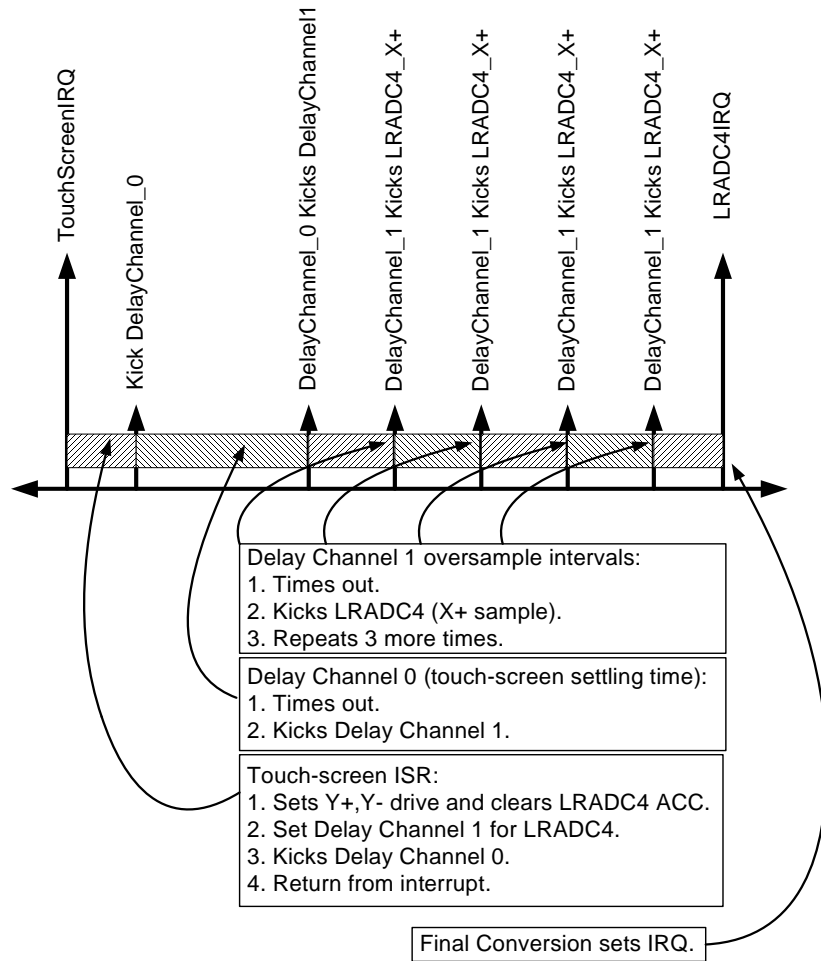 TouchScreenIRQ
Kick DelayChannel_0
DelayChannel_0 Kicks DelayChannel1
DelayChannel_1 Kicks LRADC4_X+
DelayChannel_1 Kicks LRADC4_X+
DelayChannel_1 Kicks LRADC4_X+
DelayChannel_1 Kicks LRADC4_X+
LRADC4IRQ
Delay Channel 1 oversample intervals:
1. Times out.
2. Kicks LRADC4 (X+ sample).
3. Repeats 3 more times.
Delay Channel 0 (touch-screen settling time):
1. Times out.
2. Kicks Delay Channel 1.
Touch-screen ISR:
1. Sets Y+,Y- drive and clears LRADC4 ACC.
2. Set Delay Channel 1 for LRADC4.
3. Kicks Delay Channel 0.
4. Return from interrupt.
Final Conversion sets IRQ.